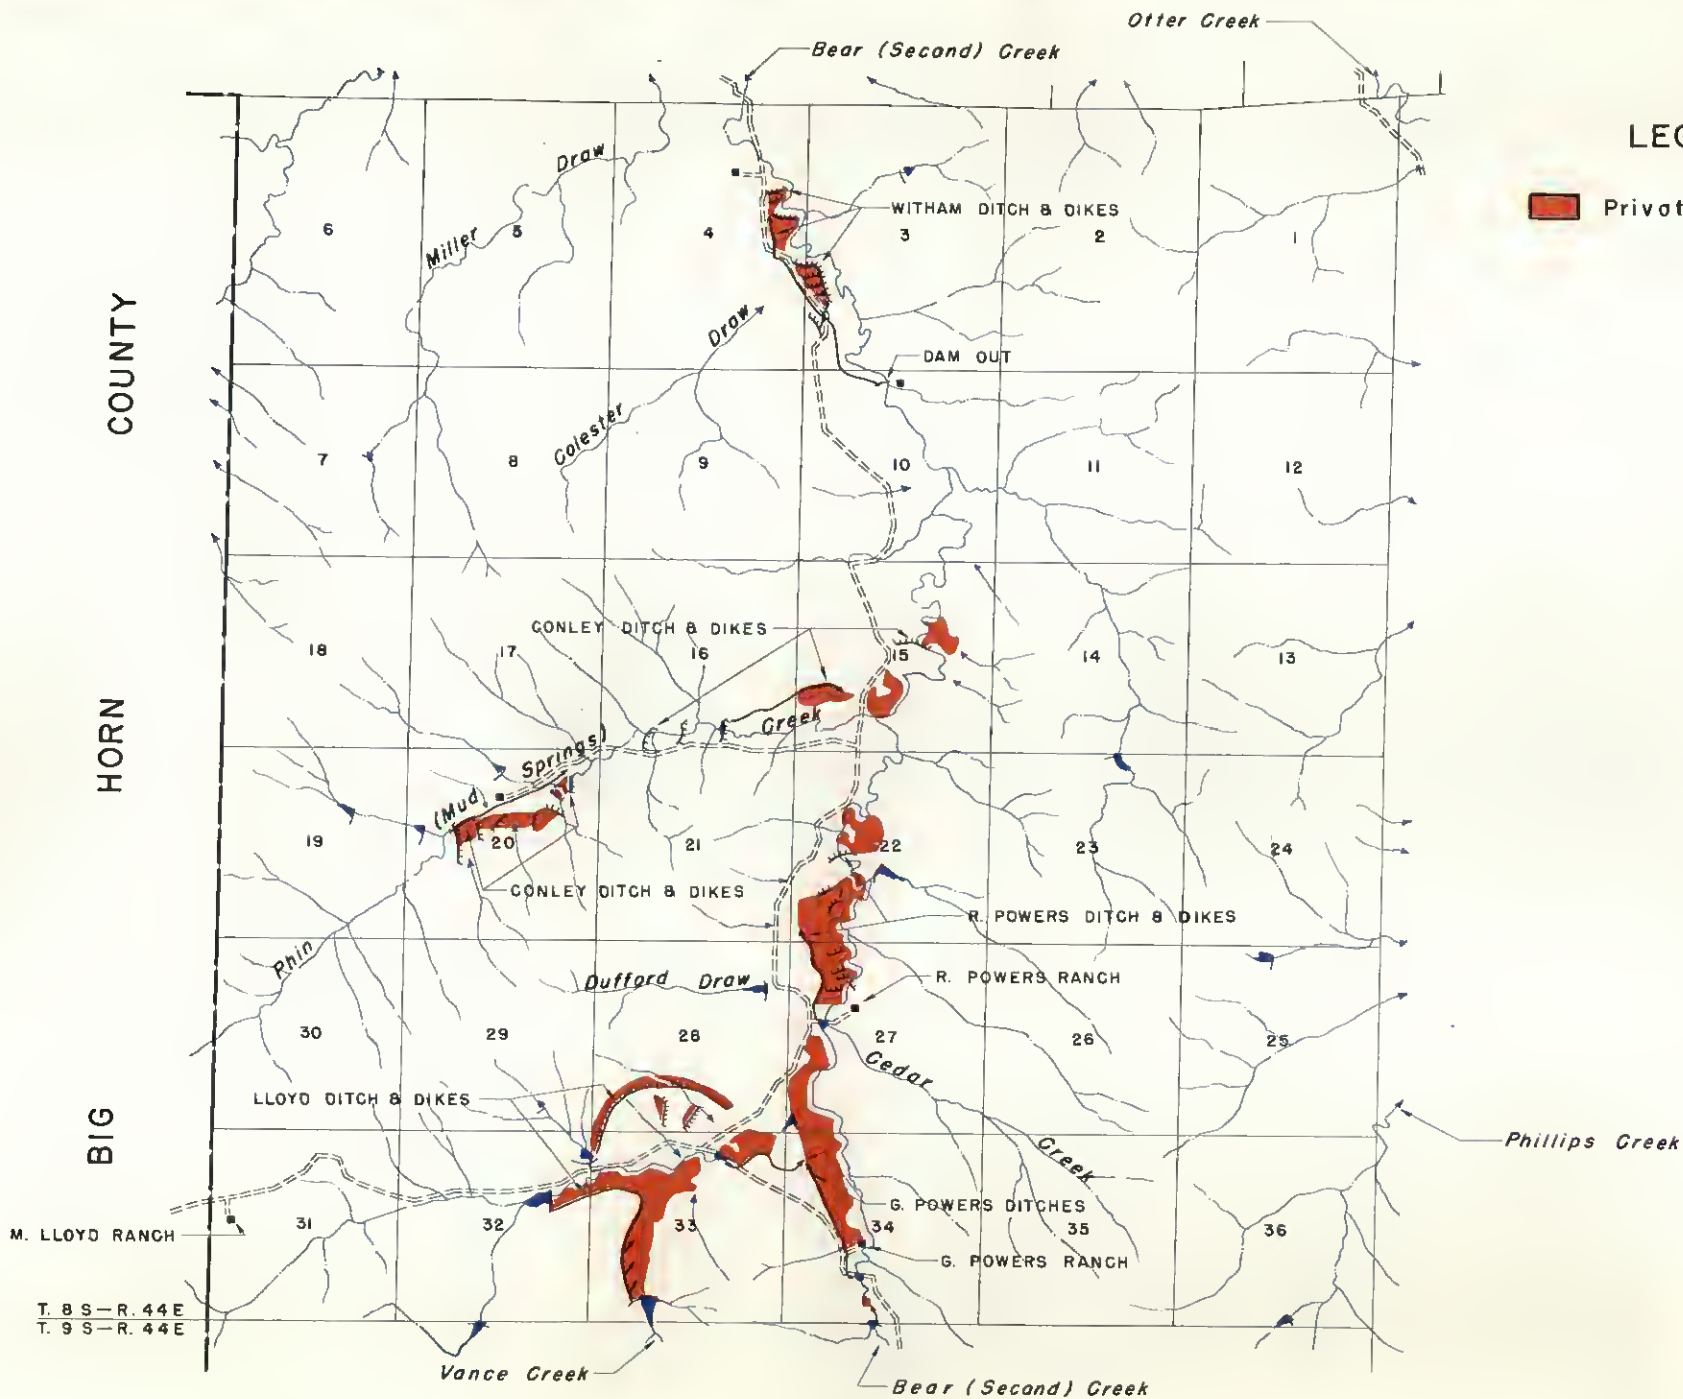 Otter Creek
Bear (Second) Creek
LEG
Privat
WITHAM DITCH & DIKES
Miller Draw
6
5
4
3
2
1
COUNTY
Draw
Colester
DAM OUT
7
8
9
10
11
12
CONLEY DITCH & DIKES
18
17
16
15
14
13
HORN
(Mud Springs) Creek
19
20
21
22
23
24
CONLEY DITCH & DIKES
R. POWERS DITCH & DIKES
Phin
Dufford Draw
R. POWERS RANCH
30
29
28
27
26
25
Cedar Creek
LLOYD DITCH & DIKES
BIG
Phillips Creek
G. POWERS DITCHES
31
32
33
34
35
36
M. LLOYD RANCH
G. POWERS RANCH
T. 8 S—R. 44E
T. 9 S—R. 44E
Vance Creek
Bear (Second) Creek